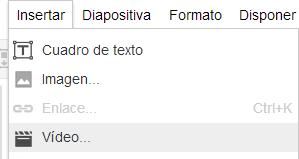 Insertar Diapositiva Formato Disponer
Cuadro de texto
Imagen...
Enlace... Ctrl+K
Vídeo...